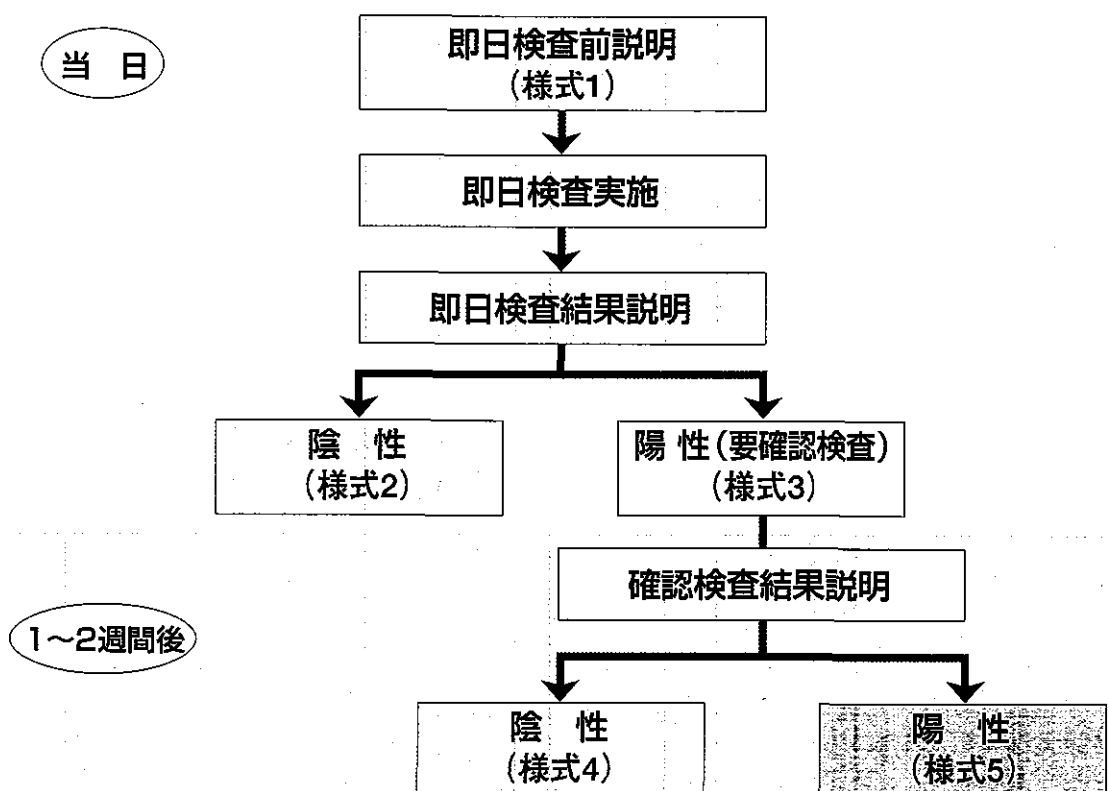 当 日
即日検査前説明
(様式1)
即日検査実施
即日検査結果説明
陰 性
(様式2)
陽 性(要確認検査)
(様式3)
確認検査結果説明
1〜2週間後
陰 性
(様式4)
陽 性
(様式5)